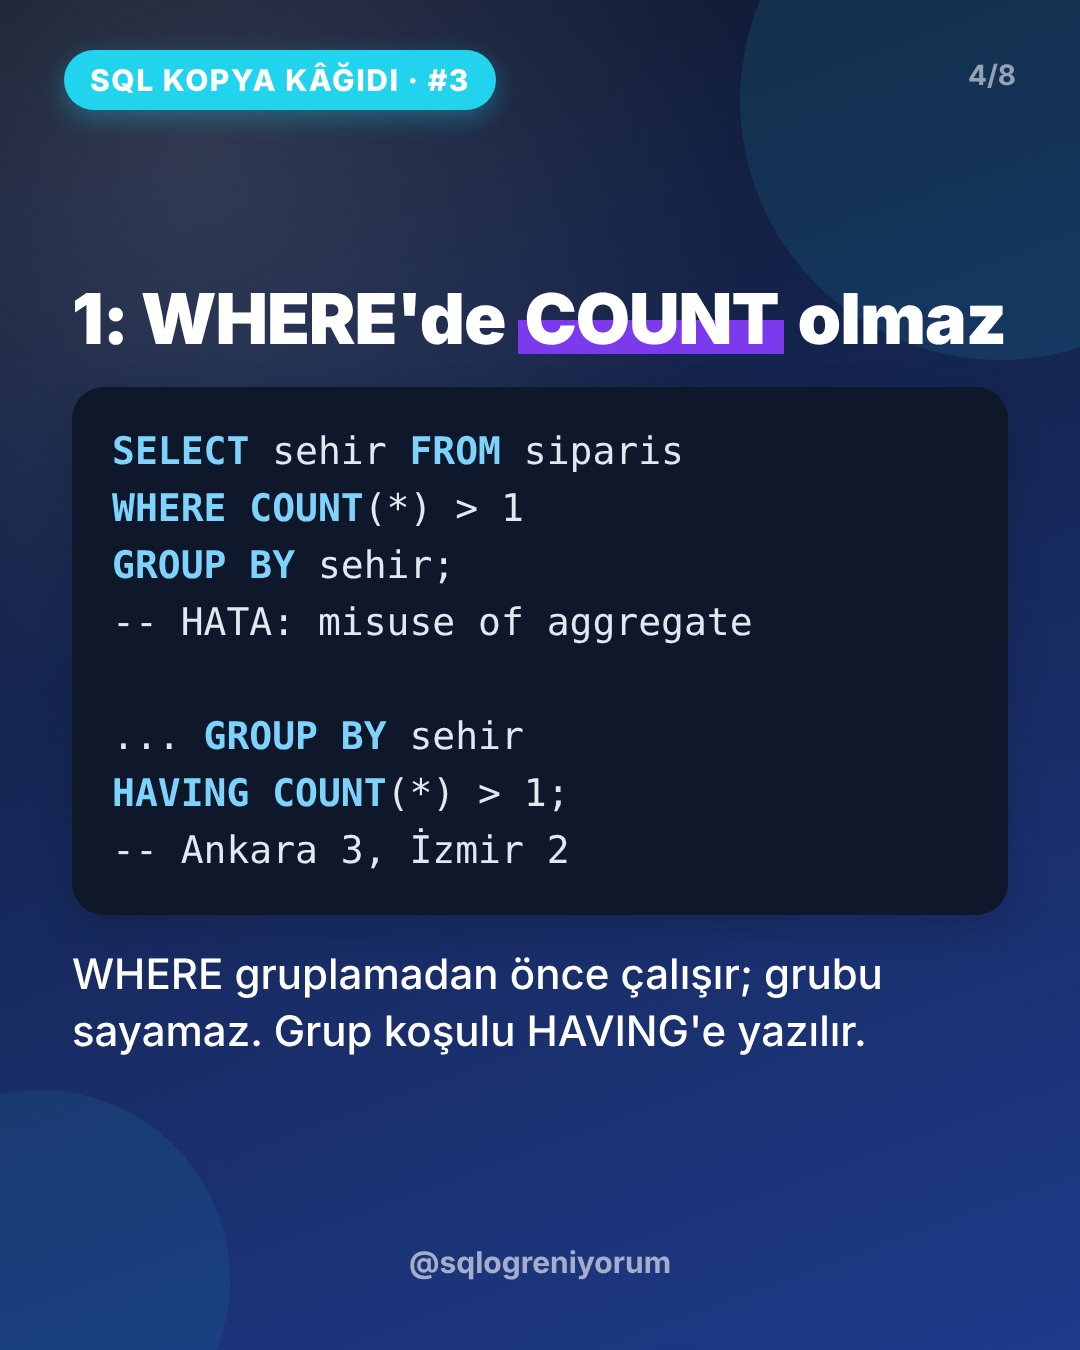 SQL KOPYA KÂĞIDI · #3
4/8
1: WHERE'de COUNT olmaz
SELECT sehir FROM siparis
WHERE COUNT(*) > 1
GROUP BY sehir;
-- HATA: misuse of aggregate
... GROUP BY sehir
HAVING COUNT(*) > 1;
-- Ankara 3, İzmir 2
WHERE gruplamadan önce çalışır; grubu
sayamaz. Grup koşulu HAVING'e yazılır.
@sqlogreniyorum